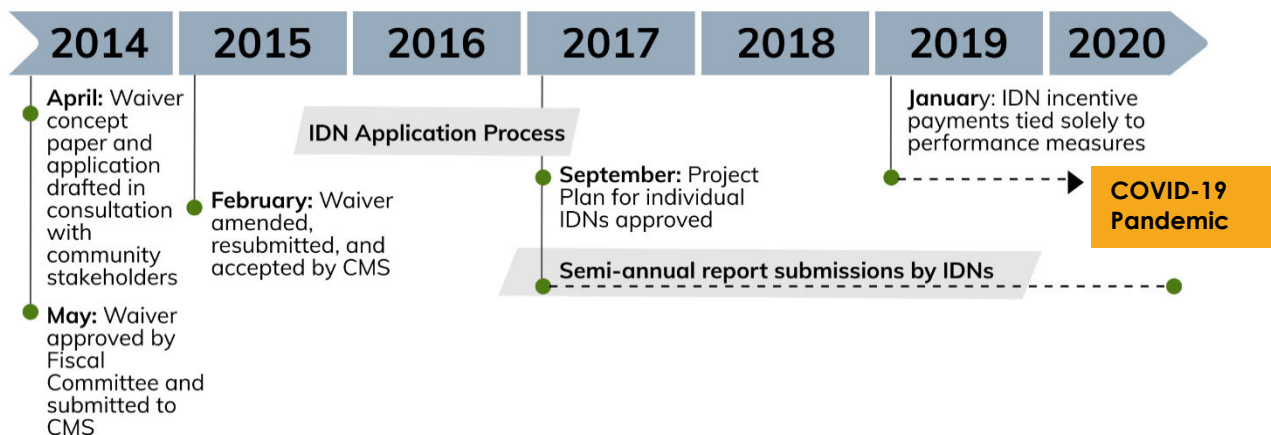 2014 2015 2016 2017 2018 2019 2020
April: Waiver
concept
paper and
application
drafted in
consultation
with
community
stakeholders
May: Waiver
approved by
Fiscal
Committee and
submitted to
CMS
February: Waiver
amended,
resubmitted, and
accepted by CMS
IDN Application Process
September: Project
Plan for individual
IDNs approved
Semi-annual report submissions by IDNs
January: IDN incentive
payments tied solely to
performance measures
COVID-19
Pandemic